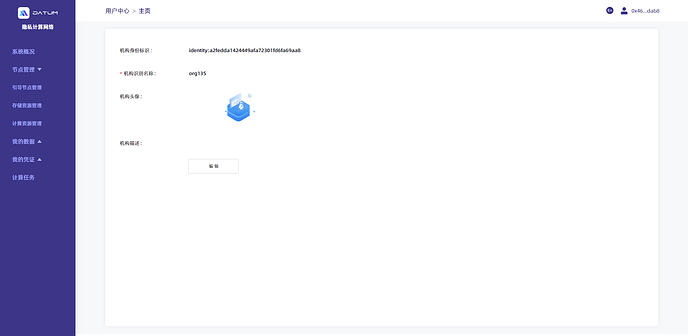 DATUM
隐私计算网络
系统概况
节点管理
引导节点管理
存储资源管理
计算资源管理
我的数据
我的凭证
计算任务
用户中心 > 主页
0x46...dab8
机构身份标识：
identity:a2fedda1424449afa72301fd6fa69aa8
* 机构识别名称：
org135
机构头像：
机构描述：
编辑